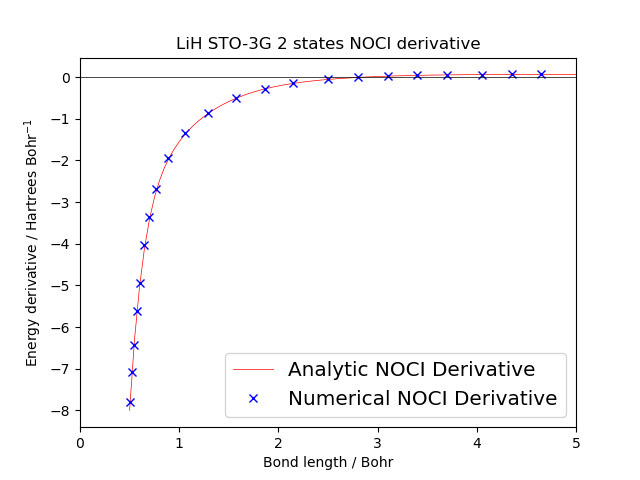 LiH STO-3G 2 states NOCI derivative
Energy derivative / Hartrees Bohr⁻¹
0
−1
−2
−3
−4
−5
−6
−7
−8
Analytic NOCI Derivative
Numerical NOCI Derivative
0 1 2 3 4 5
Bond length / Bohr